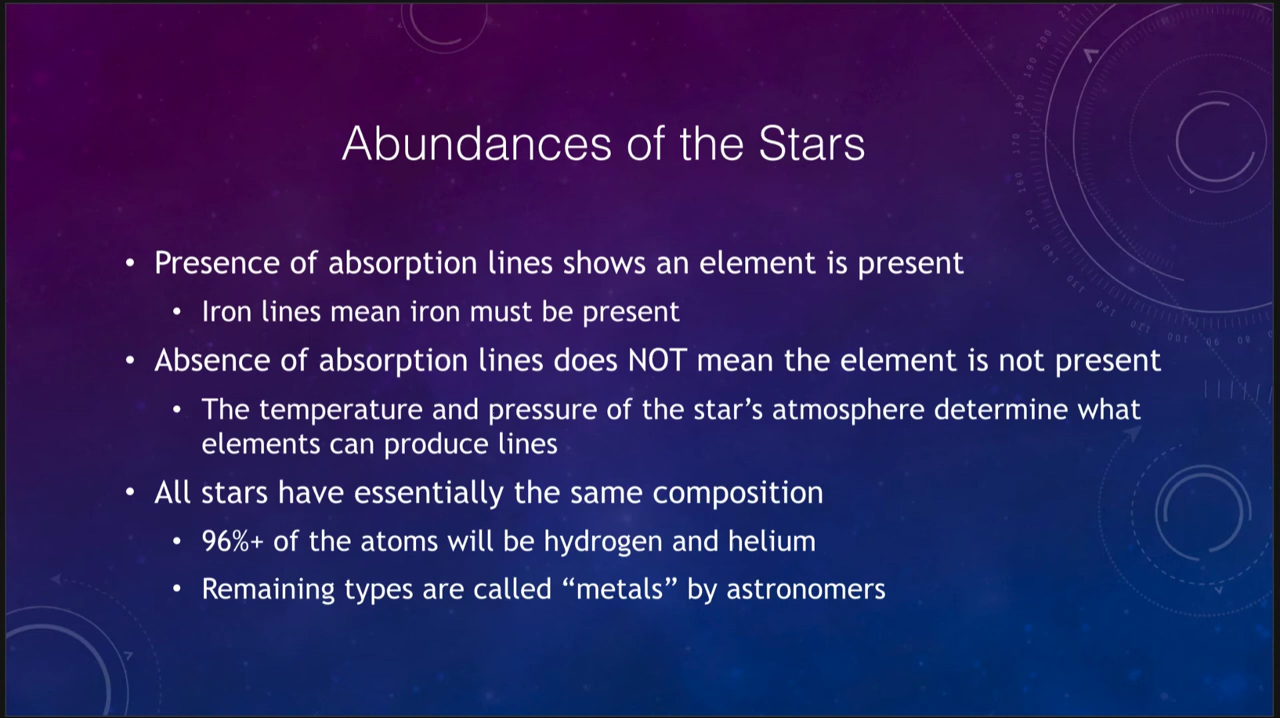 Abundances of the Stars
• Presence of absorption lines shows an element is present
• Iron lines mean iron must be present
• Absence of absorption lines does NOT mean the element is not present
• The temperature and pressure of the star’s atmosphere determine what
elements can produce lines
• All stars have essentially the same composition
• 96%+ of the atoms will be hydrogen and helium
• Remaining types are called “metals” by astronomers